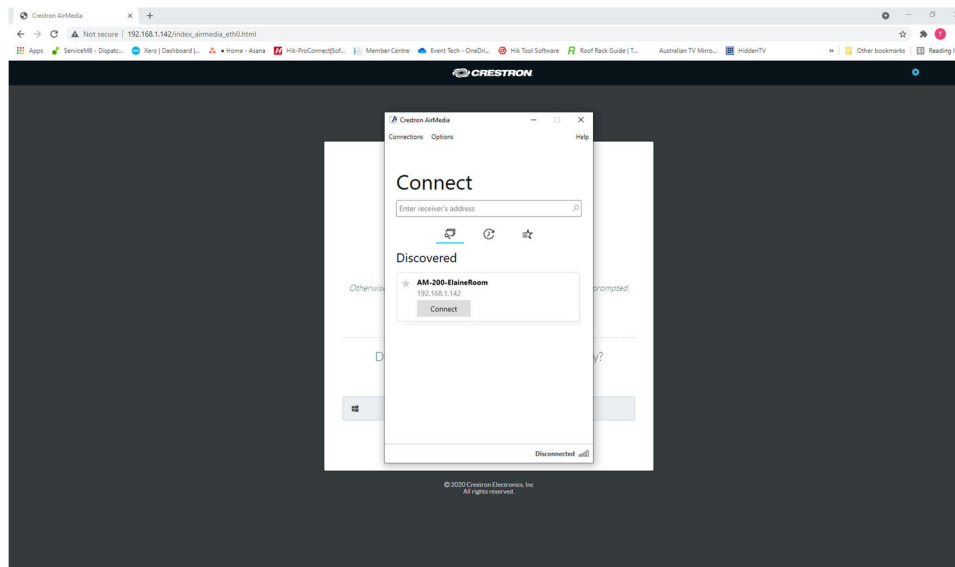 Crestron AirMedia
Not secure | 192.168.1.142/index_airmedia_eth0.html
Apps ServiceM8 - Dispatc... Xero | Dashboard |... • Home - Asana Hik-ProConnect|Sof... Member Centre Event Tech - OneDri... Hik Tool Software Roof Rack Guide | T... Australian TV Mirro... HiddenTV » Other bookmarks Reading
CRESTRON
Crestron AirMedia
Connections Options Help
Connect
Enter receiver's address
Discovered
AM-200-ElaineRoom
192.168.1.142
Otherwis prompted.
Connect
D y?
Disconnected
© 2020 Crestron Electronics, Inc
All rights reserved.